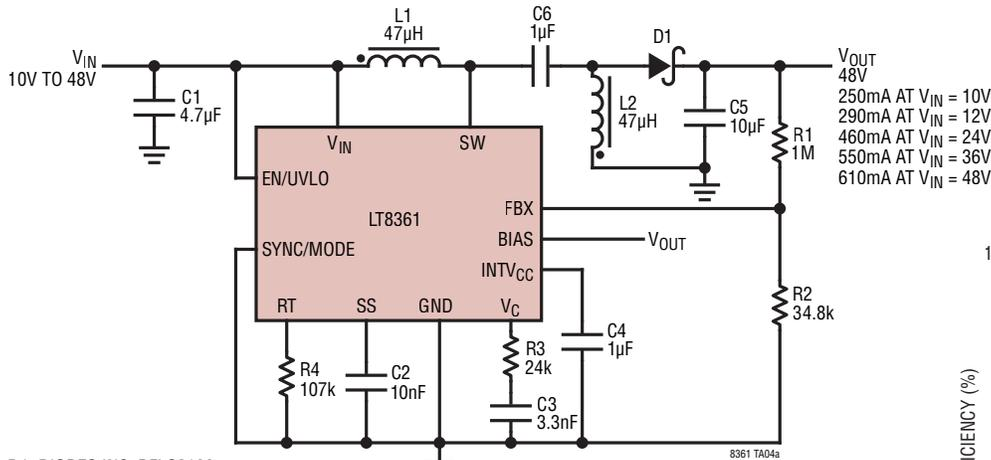 L1
47µH
C6
1µF
D1
VIN
10V TO 48V
C1
4.7µF
L2
47µH
C5
10µF
R1
1M
VOUT
48V
250mA AT VIN = 10V
290mA AT VIN = 12V
460mA AT VIN = 24V
550mA AT VIN = 36V
610mA AT VIN = 48V
VIN
SW
EN/UVLO
LT8361
FBX
SYNC/MODE
BIAS
VOUT
INTVCC
1
RT
SS
GND
VC
R2
34.8k
R4
107k
C2
10nF
R3
24k
C3
3.3nF
C4
1µF
8361 TA04a
ICIENCY (%)